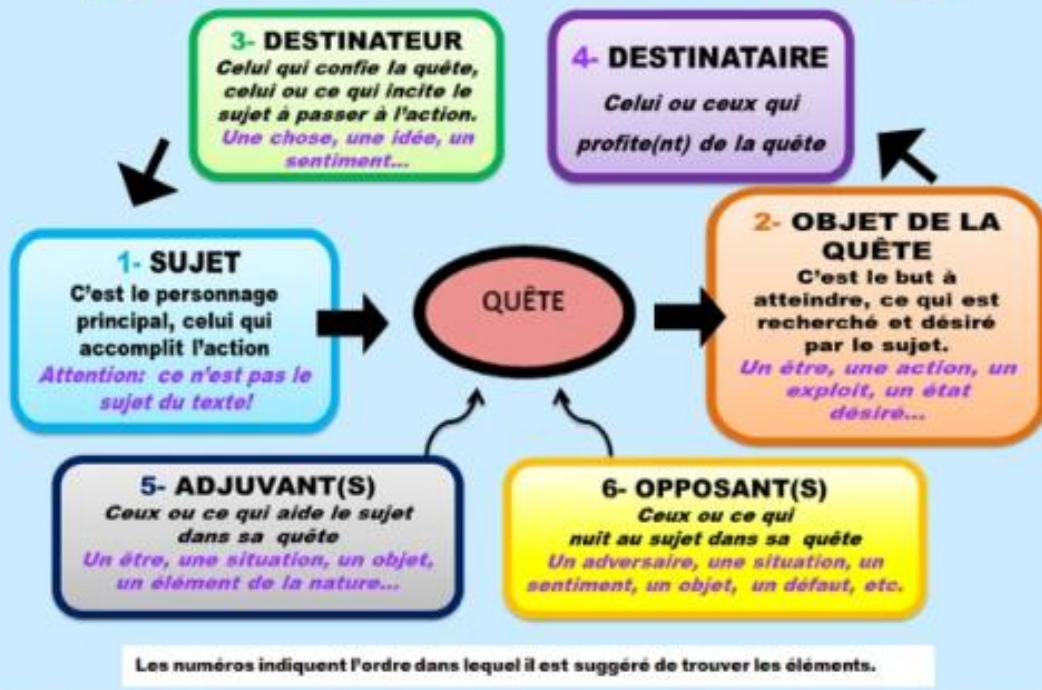 3- DESTINATEUR
Celui qui confie la quête,
celui ou ce qui incite le
sujet à passer à l'action.
Une chose, une idée, un
sentiment...
4- DESTINATAIRE
Celui ou ceux qui
profite(nt) de la quête
1- SUJET
C'est le personnage
principal, celui qui
accomplit l'action
Attention: ce n'est pas le
sujet du texte!
QUÊTE
2- OBJET DE LA
QUÊTE
C'est le but à
atteindre, ce qui est
recherché et désiré
par le sujet.
Un être, une action, un
exploit, un état
désiré...
5- ADJUVANT(S)
Ceux ou ce qui aide le sujet
dans sa quête
Un être, une situation, un objet,
un élément de la nature...
6- OPPOSANT(S)
Ceux ou ce qui
nuit au sujet dans sa quête
Un adversaire, une situation, un
sentiment, un objet, un défaut, etc.
Les numéros indiquent l'ordre dans lequel il est suggéré de trouver les éléments.